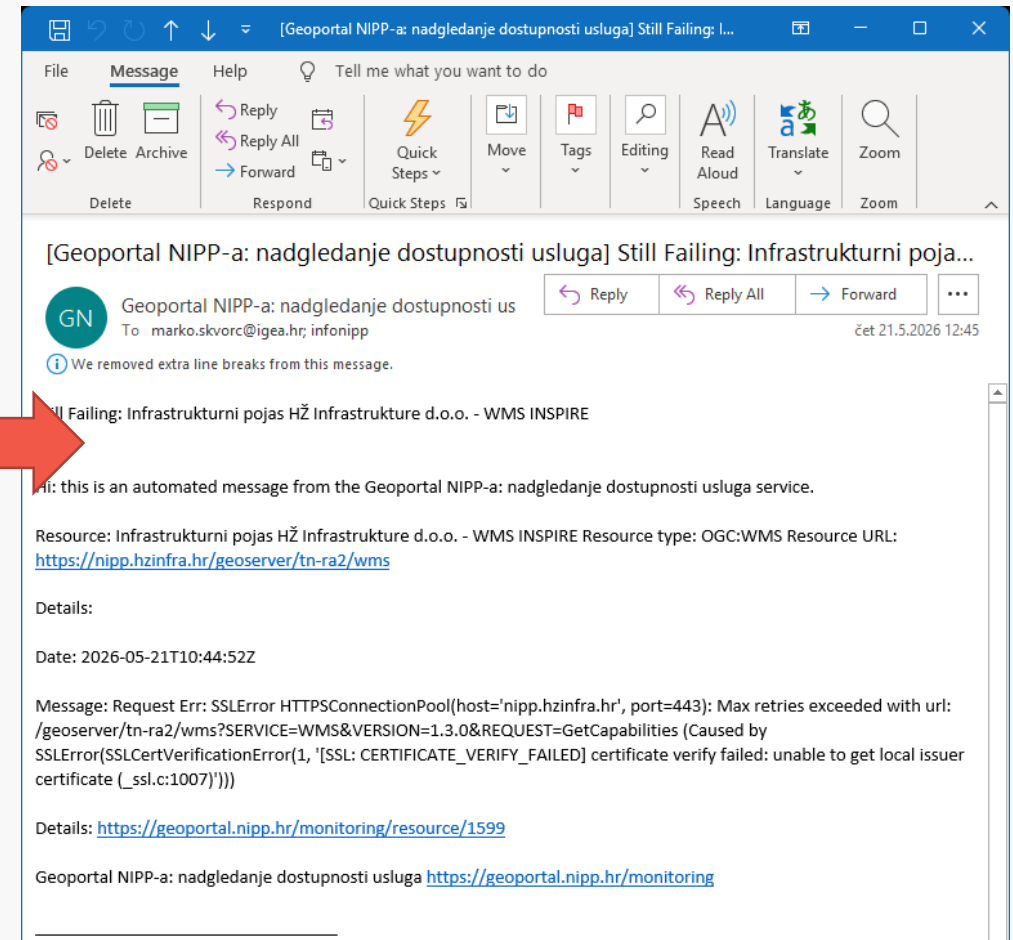 [Geoportal NIPP-a: nadgledanje dostupnosti usluga] Still Failing: I...
File Message Help Tell me what you want to do
Delete Archive
Reply
Reply All
Forward
Quick Steps
Move
Tags
Editing
Read Aloud
Translate
Zoom
Delete Respond Quick Steps Speech Language Zoom
[Geoportal NIPP-a: nadgledanje dostupnosti usluga] Still Failing: Infrastrukturni poja...
GN
Geoportal NIPP-a: nadgledanje dostupnosti us
Reply Reply All Forward
To marko.skvorc@igea.hr; infonipp
čet 21.5.2026 12:45
We removed extra line breaks from this message.
Failing: Infrastrukturni pojas HŽ Infrastrukture d.o.o. - WMS INSPIRE
Hi: this is an automated message from the Geoportal NIPP-a: nadgledanje dostupnosti usluga service.
Resource: Infrastrukturni pojas HŽ Infrastrukture d.o.o. - WMS INSPIRE Resource type: OGC:WMS Resource URL:
https://nipp.hzinfra.hr/geoserver/tn-ra2/wms
Details:
Date: 2026-05-21T10:44:52Z
Message: Request Err: SSLError HTTPSConnectionPool(host='nipp.hzinfra.hr', port=443): Max retries exceeded with url:
/geoserver/tn-ra2/wms?SERVICE=WMS&VERSION=1.3.0&REQUEST=GetCapabilities (Caused by
SSLError(SSLCertVerificationError(1, '[SSL: CERTIFICATE_VERIFY_FAILED] certificate verify failed: unable to get local issuer
certificate (_ssl.c:1007)')))
Details: https://geoportal.nipp.hr/monitoring/resource/1599
Geoportal NIPP-a: nadgledanje dostupnosti usluga https://geoportal.nipp.hr/monitoring